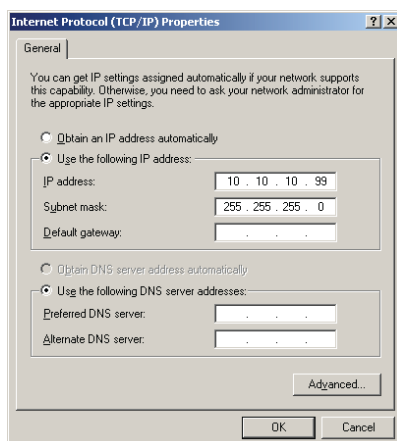 Internet Protocol (TCP/IP) Properties
General
You can get IP settings assigned automatically if your network supports
this capability. Otherwise, you need to ask your network administrator for
the appropriate IP settings.
Obtain an IP address automatically
Use the following IP address:
IP address: 10 . 10 . 10 . 99
Subnet mask: 255 . 255 . 255 . 0
Default gateway: . . .
Obtain DNS server address automatically
Use the following DNS server addresses:
Preferred DNS server: . . .
Alternate DNS server: . . .
Advanced...
OK Cancel